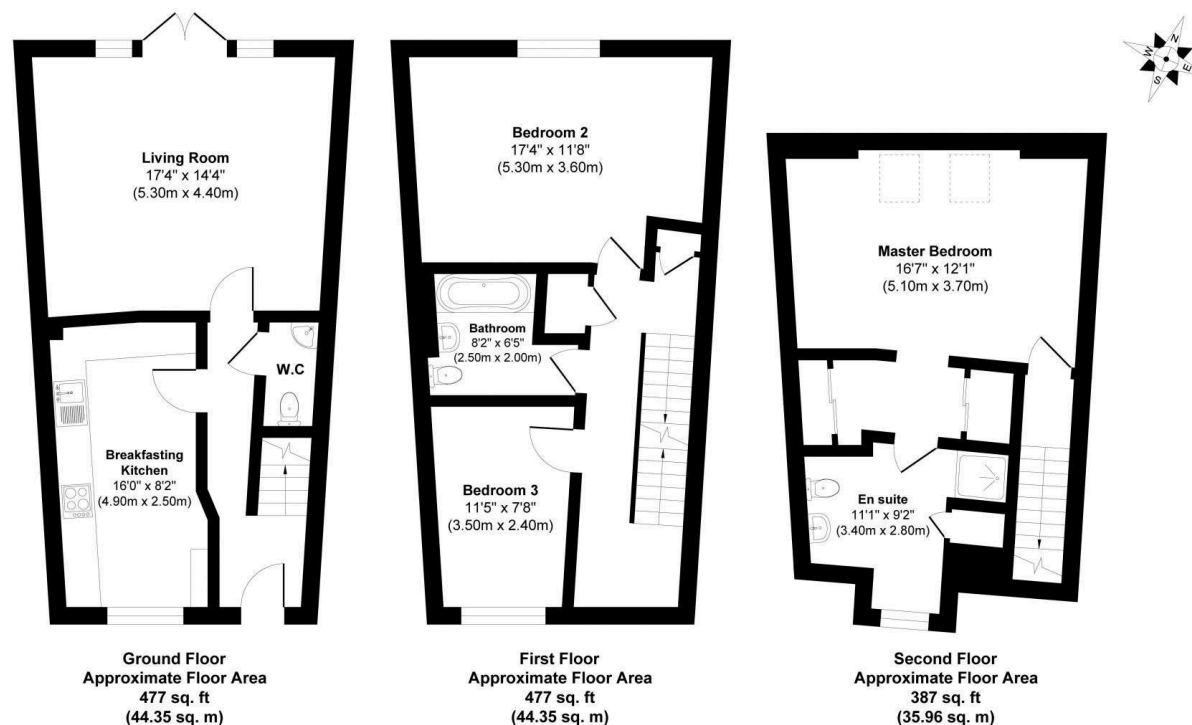 Living Room
17'4" x 14'4"
(5.30m x 4.40m)
W.C
Breakfasting
Kitchen
16'0" x 8'2"
(4.90m x 2.50m)
Ground Floor
Approximate Floor Area
477 sq. ft
(44.35 sq. m)
Bedroom 2
17'4" x 11'8"
(5.30m x 3.60m)
Bathroom
8'2" x 6'5"
(2.50m x 2.00m)
Bedroom 3
11'5" x 7'8"
(3.50m x 2.40m)
First Floor
Approximate Floor Area
477 sq. ft
(44.35 sq. m)
N
W
E
S
Master Bedroom
16'7" x 12'1"
(5.10m x 3.70m)
En suite
11'1" x 9'2"
(3.40m x 2.80m)
Second Floor
Approximate Floor Area
387 sq. ft
(35.96 sq. m)